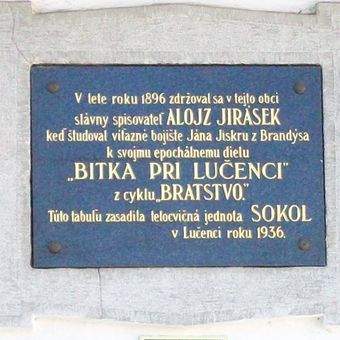 V lete roku 1896 zdržoval sa v tejto obci
slávny spisovateľ ALOJZ JIRÁSEK
keď študoval víťazné bojište Jána Jiskru z Brandýsa
k svojmu epochálnemu dielu
„BITKA PRI LUČENCI"
z cyklu „BRATSTVO."
Túto tabuľu zasadila telocvičná jednota SOKOL
v Lučenci roku 1936.